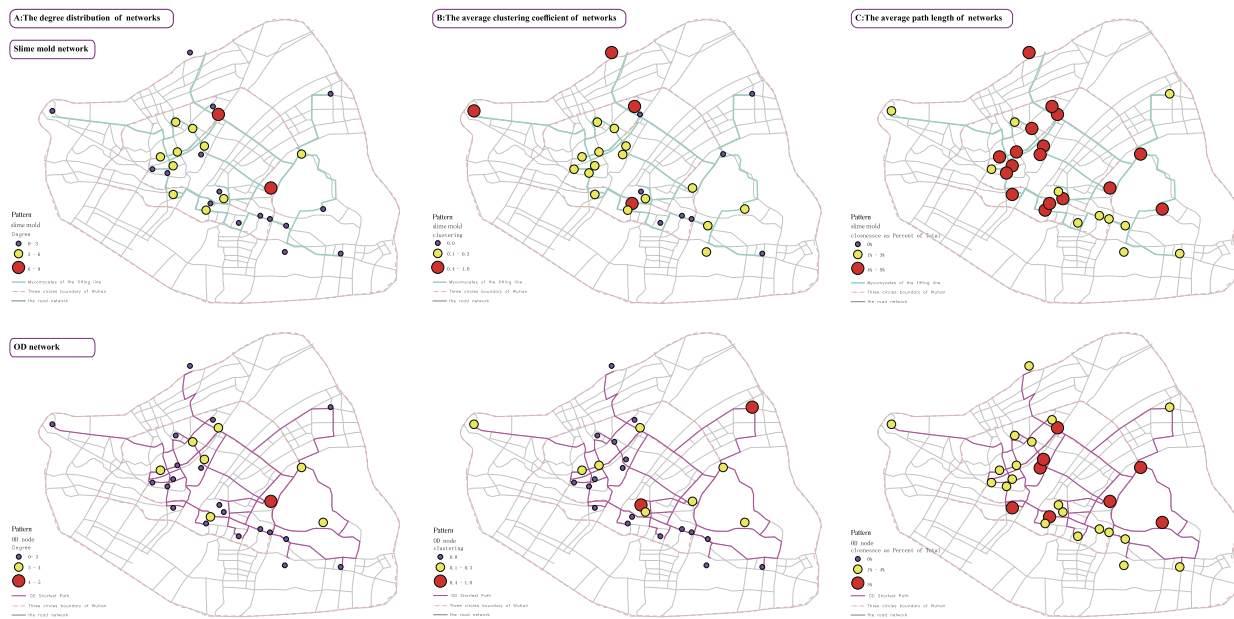 A:The degree distribution of networks
B:The average clustering coefficient of networks
C:The average path length of networks
Slime mold network
Pattern
slime mold
Degree
0- 3
3 - 6
6 - 8
Mycomyceles of the fitting line
Three circles boundary of Wuhan
the road network
Pattern
slime mold
clustering
0.0
0.1 - 0.3
0.4 - 1.0
Mycomyceles of the fitting line
Three circles boundary of Wuhan
the road network
Pattern
slime mold
closnessce as Percent of Total
0%
1% - 3%
4% - 5%
Mycomyceles of the fitting line
Three circles boundary of Wuhan
the road network
OD network
Pattern
OD node
Degree
0- 3
3 - 4
4 - 5
OD Shortest Path
Three circles boundary of Wuhan
the road network
Pattern
OD node
clustering
0.0
0.1 - 0.3
0.4 - 1.0
OD Shortest Path
Three circles boundary of Wuhan
the road network
Pattern
OD node
closnessce as Percent of Total
0%
1% - 4%
5%
OD Shortest Path
Three circles boundary of Wuhan
the road network